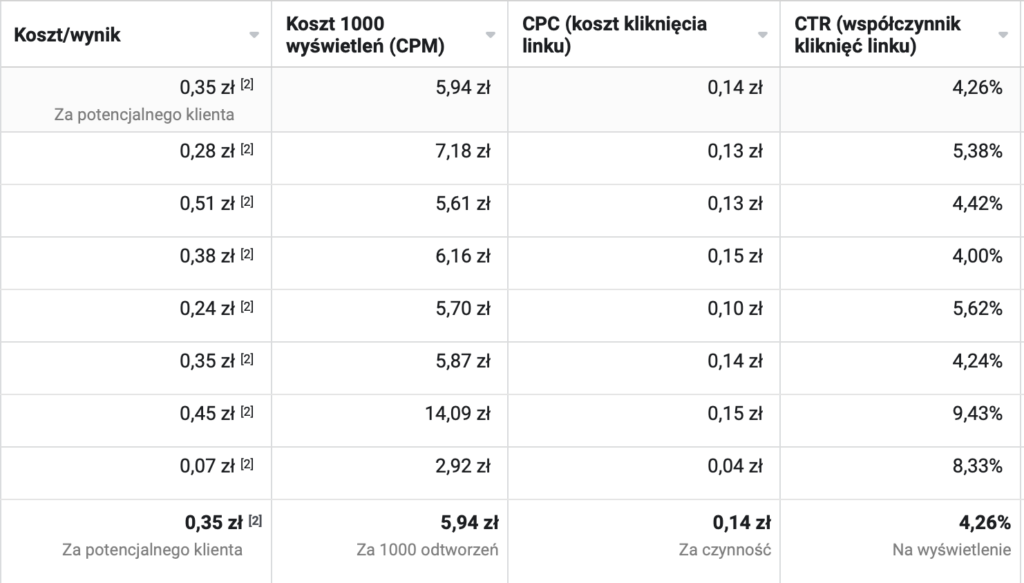 Koszt/wynik
Koszt 1000
wyświetleń (CPM)
CPC (koszt kliknięcia
linku)
CTR (współczynnik
kliknięć linku)
0,35 zł [2] 5,94 zł 0,14 zł 4,26%
Za potencjalnego klienta
0,28 zł [2] 7,18 zł 0,13 zł 5,38%
0,51 zł [2] 5,61 zł 0,13 zł 4,42%
0,38 zł [2] 6,16 zł 0,15 zł 4,00%
0,24 zł [2] 5,70 zł 0,10 zł 5,62%
0,35 zł [2] 5,87 zł 0,14 zł 4,24%
0,45 zł [2] 14,09 zł 0,15 zł 9,43%
0,07 zł [2] 2,92 zł 0,04 zł 8,33%
0,35 zł [2] 5,94 zł 0,14 zł 4,26%
Za potencjalnego klienta Za 1000 odtworzeń Za czynność Na wyświetlenie